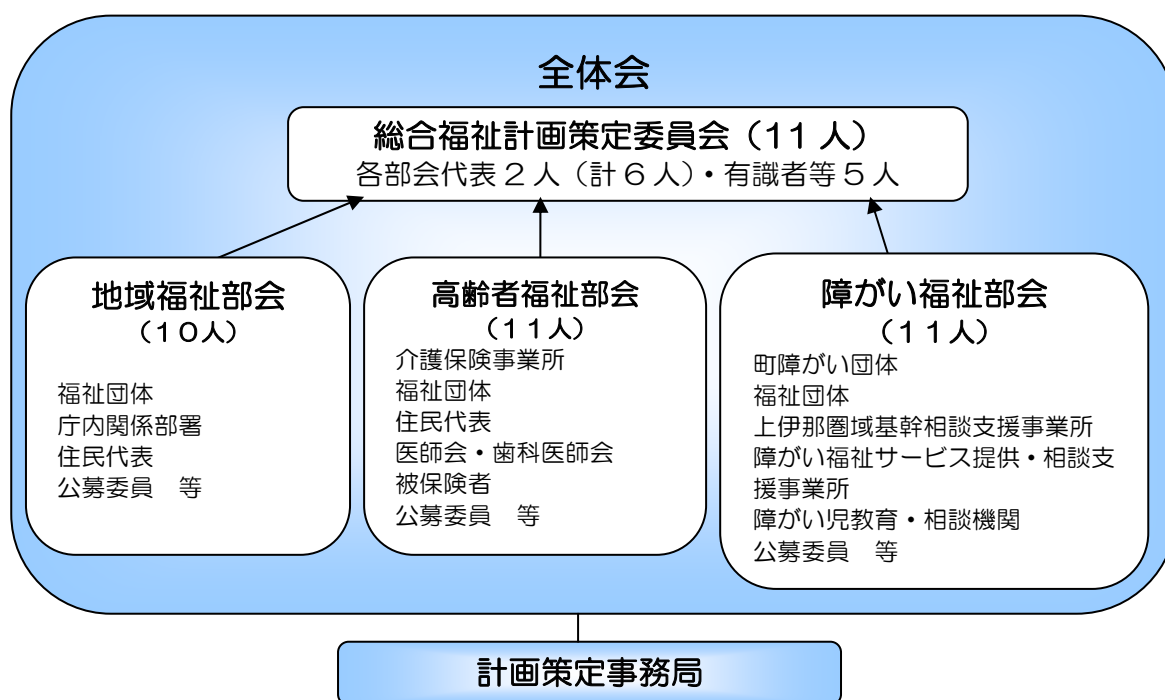 全体会
総合福祉計画策定委員会（11 人）
各部会代表２人（計６人）・有識者等５人
地域福祉部会
（１０人）
福祉団体
庁内関係部署
住民代表
公募委員　等
高齢者福祉部会
（１１人）
介護保険事業所
福祉団体
住民代表
医師会・歯科医師会
被保険者
公募委員　等
障がい福祉部会
（１１人）
町障がい団体
福祉団体
上伊那圏域基幹相談支援事業所
障がい福祉サービス提供・相談支
援事業所
障がい児教育・相談機関
公募委員　等
計画策定事務局